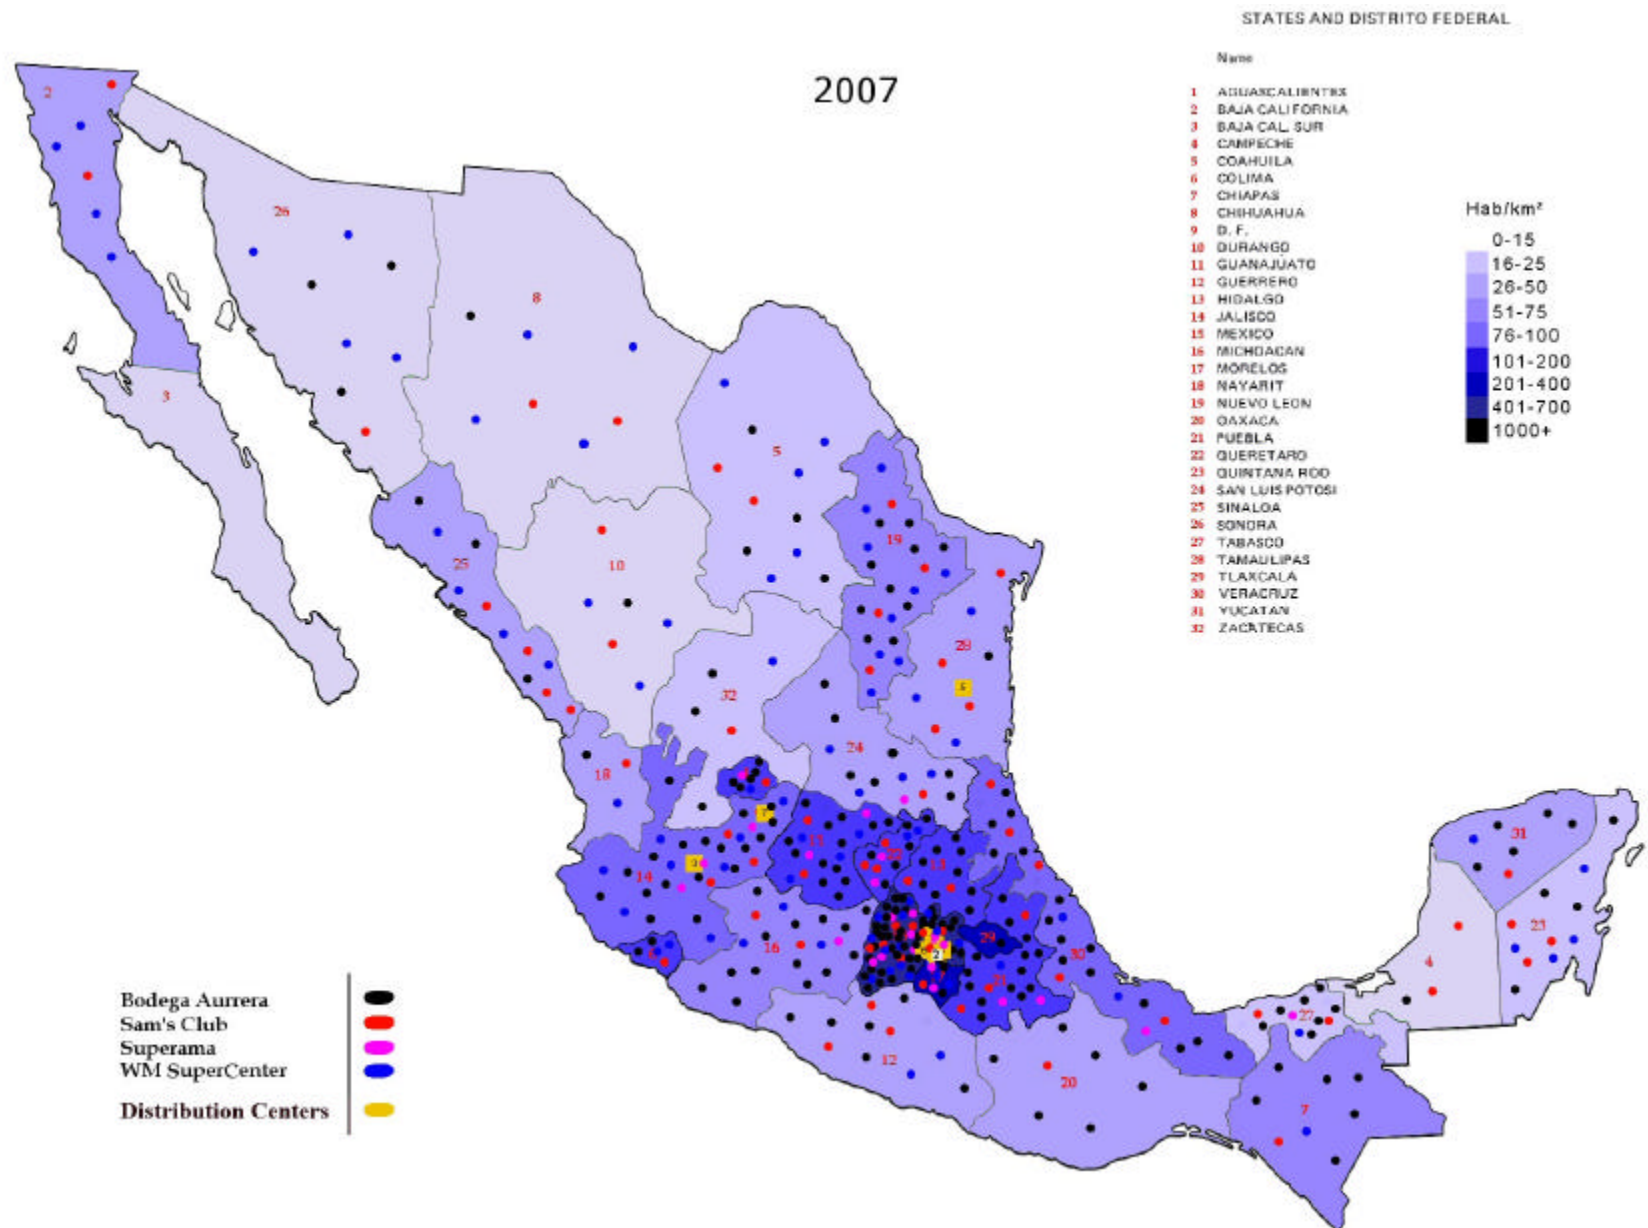 STATES AND DISTRITO FEDERAL
Name
2007
1 AGUASCALIENTES
2 BAJA CALIFORNIA
3 BAJA CAL. SUR
4 CAMPECHE
5 COAHUILA
6 COLIMA
7 CHIAPAS
8 CHIHUAHUA
9 D. F.
10 DURANGO
11 GUANAJUATO
12 GUERRERO
13 HIDALGO
14 JALISCO
15 MEXICO
16 MICHOACAN
17 MORELOS
18 NAYARIT
19 NUEVO LEON
20 OAXACA
21 PUEBLA
22 QUERETARO
23 QUINTANA ROO
24 SAN LUIS POTOSI
25 SINALOA
26 SONORA
27 TABASCO
28 TAMAULIPAS
29 TLAXCALA
30 VERACRUZ
31 YUCATAN
32 ZACATECAS
Hab/km²
0-15
16-25
26-50
51-75
76-100
101-200
201-400
401-700
1000+
2
26
8
3
5
19
25
10
28
32
24
18
31
11
22
13
14
23
29
16
30
4
21
27
12
20
7
Bodega Aurrera
Sam's Club
Superama
WM SuperCenter
Distribution Centers